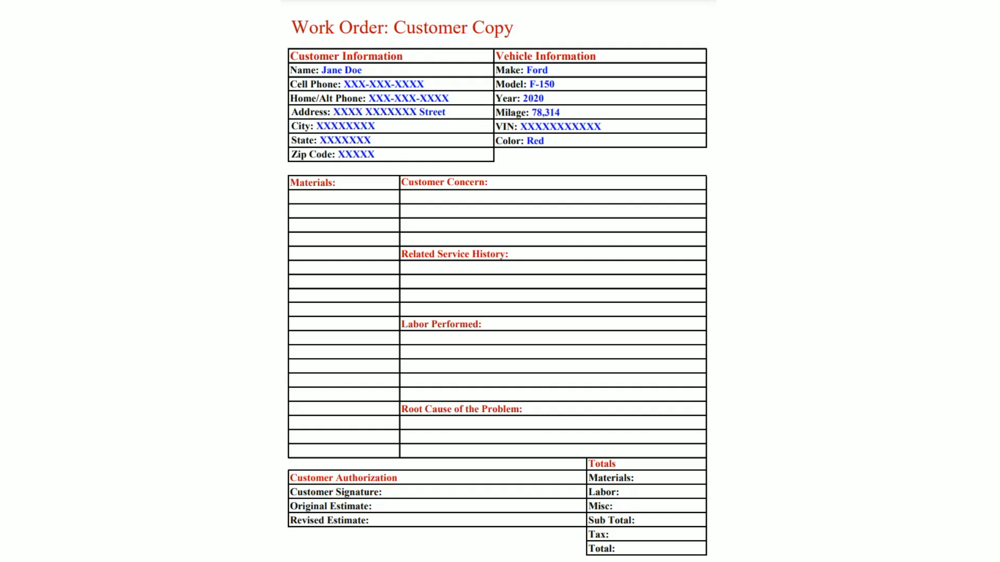 Work Order: Customer Copy
Customer Information
Name: Jane Doe
Cell Phone: XXX-XXX-XXXX
Home/Alt Phone: XXX-XXX-XXXX
Address: XXXX XXXXXXX Street
City: XXXXXXXX
State: XXXXXXX
Zip Code: XXXXX
Vehicle Information
Make: Ford
Model: F-150
Year: 2020
Milage: 78,314
VIN: XXXXXXXXXXX
Color: Red
Materials:
Customer Concern:
Related Service History:
Labor Performed:
Root Cause of the Problem:
Customer Authorization
Customer Signature:
Original Estimate:
Revised Estimate:
Totals
Materials:
Labor:
Misc:
Sub Total:
Tax:
Total: